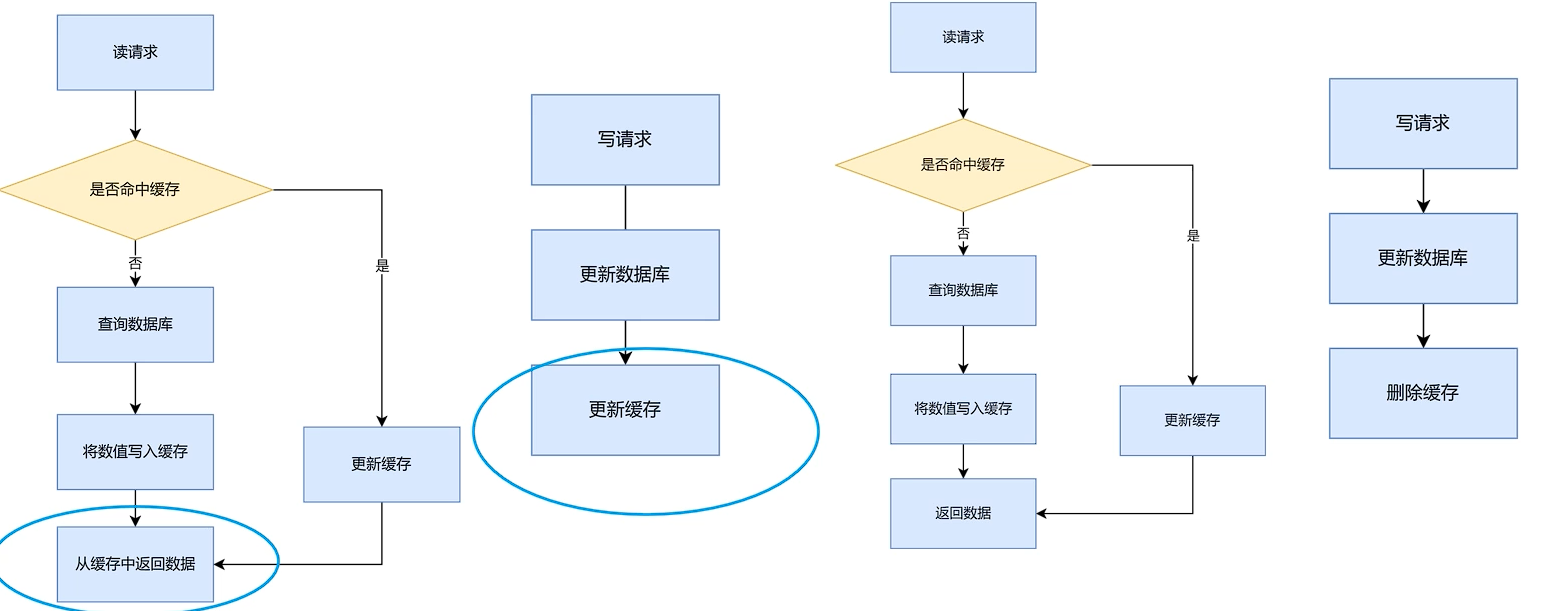 读请求
是否命中缓存
否
是
查询数据库
将数值写入缓存
更新缓存
从缓存中返回数据
写请求
更新数据库
更新缓存
读请求
是否命中缓存
否
是
查询数据库
将数值写入缓存
更新缓存
返回数据
写请求
更新数据库
删除缓存